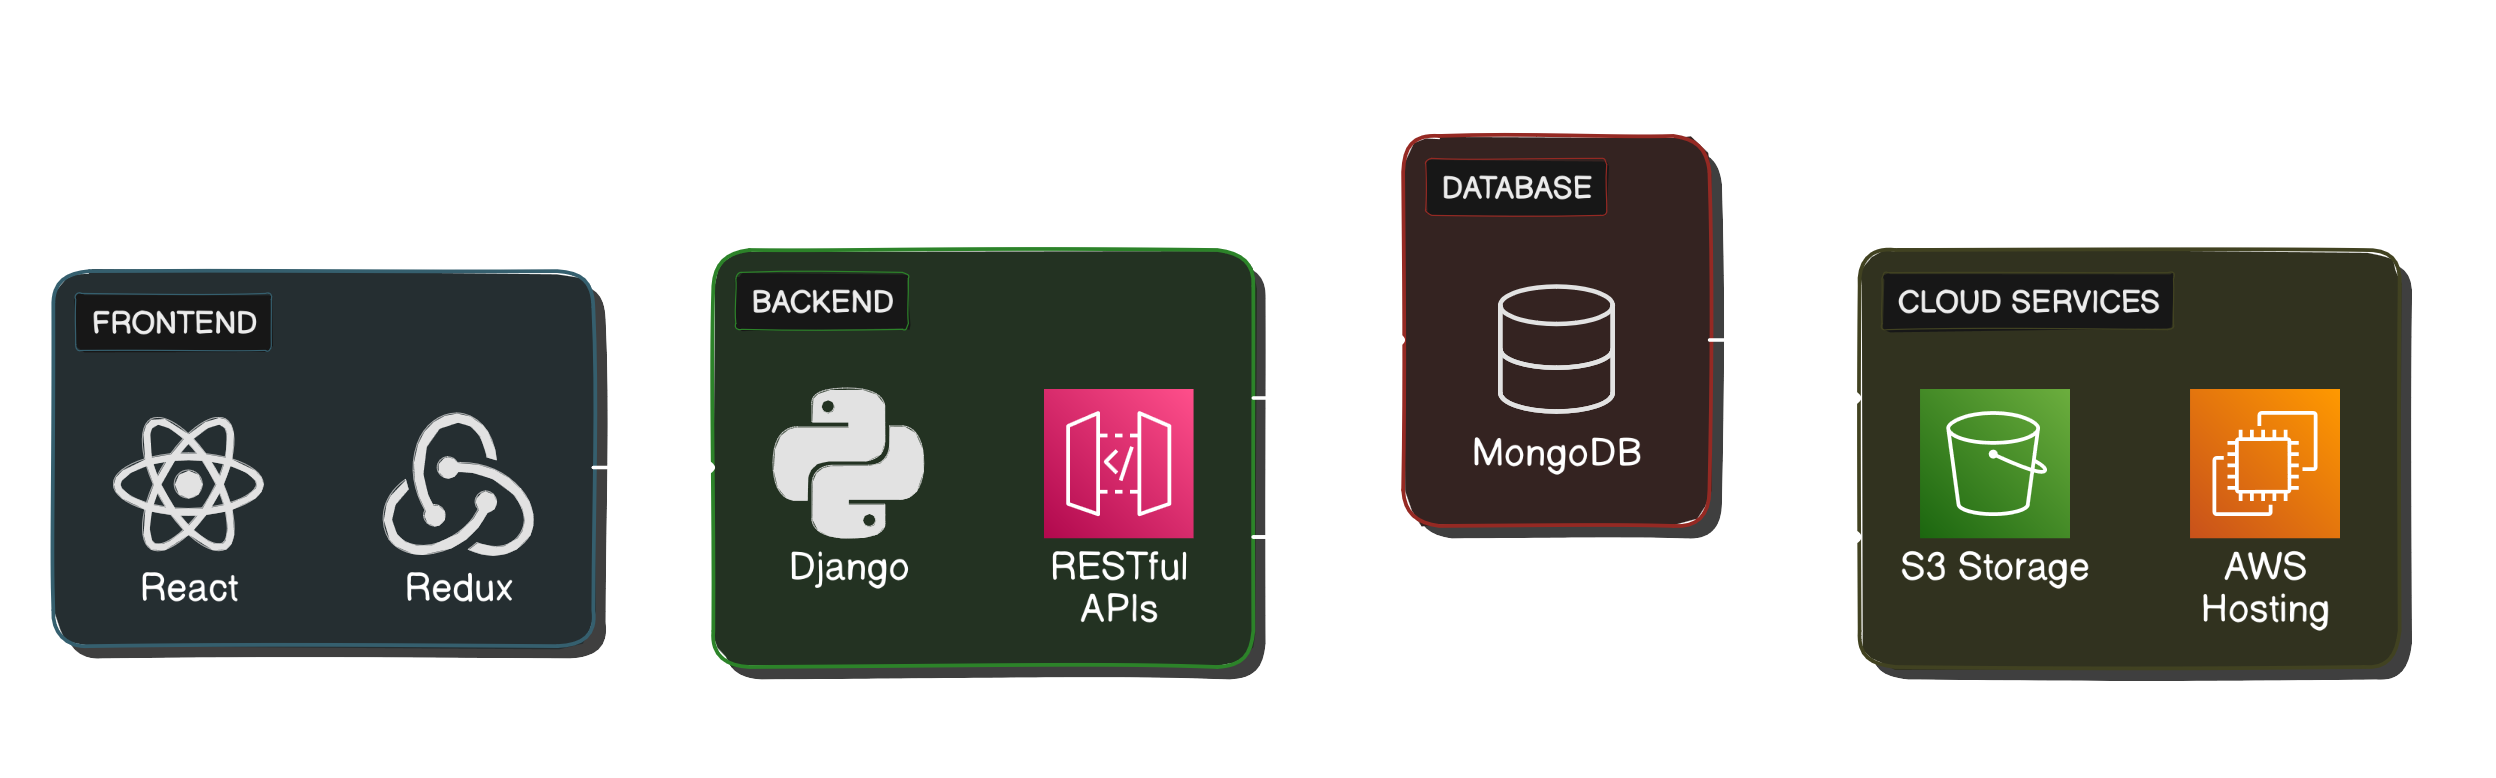 FRONTEND
React
Redux
BACKEND
Django
RESTful
APIs
DATABASE
MongoDB
CLOUD SERVICES
S3 Storage
AWS
Hosting